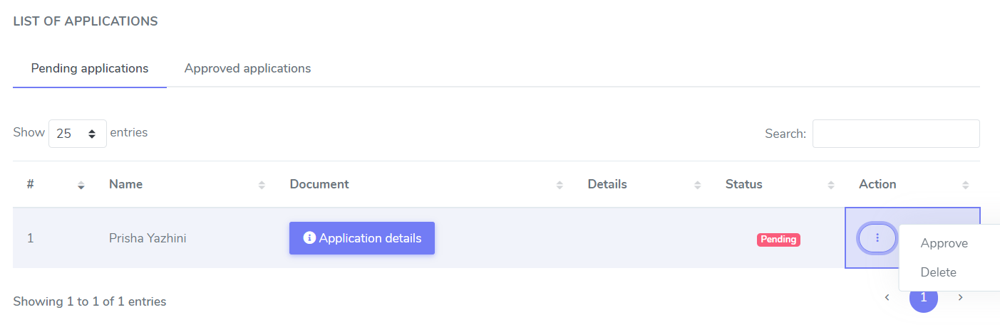 LIST OF APPLICATIONS
Pending applications Approved applications
Show 25 entries Search:
# Name Document Details Status Action
1 Prisha Yazhini Application details Pending
Approve
Delete
Showing 1 to 1 of 1 entries 1